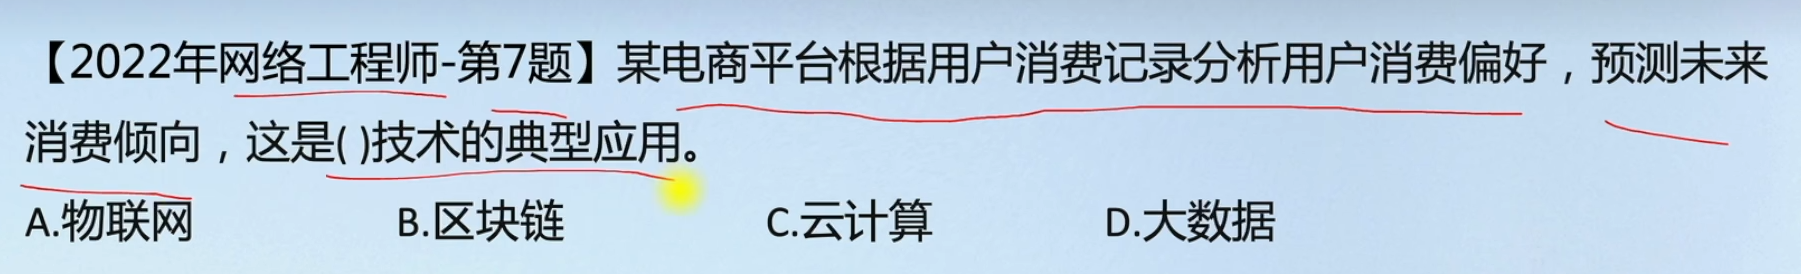 【2022年网络工程师-第7题】某电商平台根据用户消费记录分析用户消费偏好，预测未来
消费倾向，这是( )技术的典型应用。
A.物联网 B.区块链 C.云计算 D.大数据